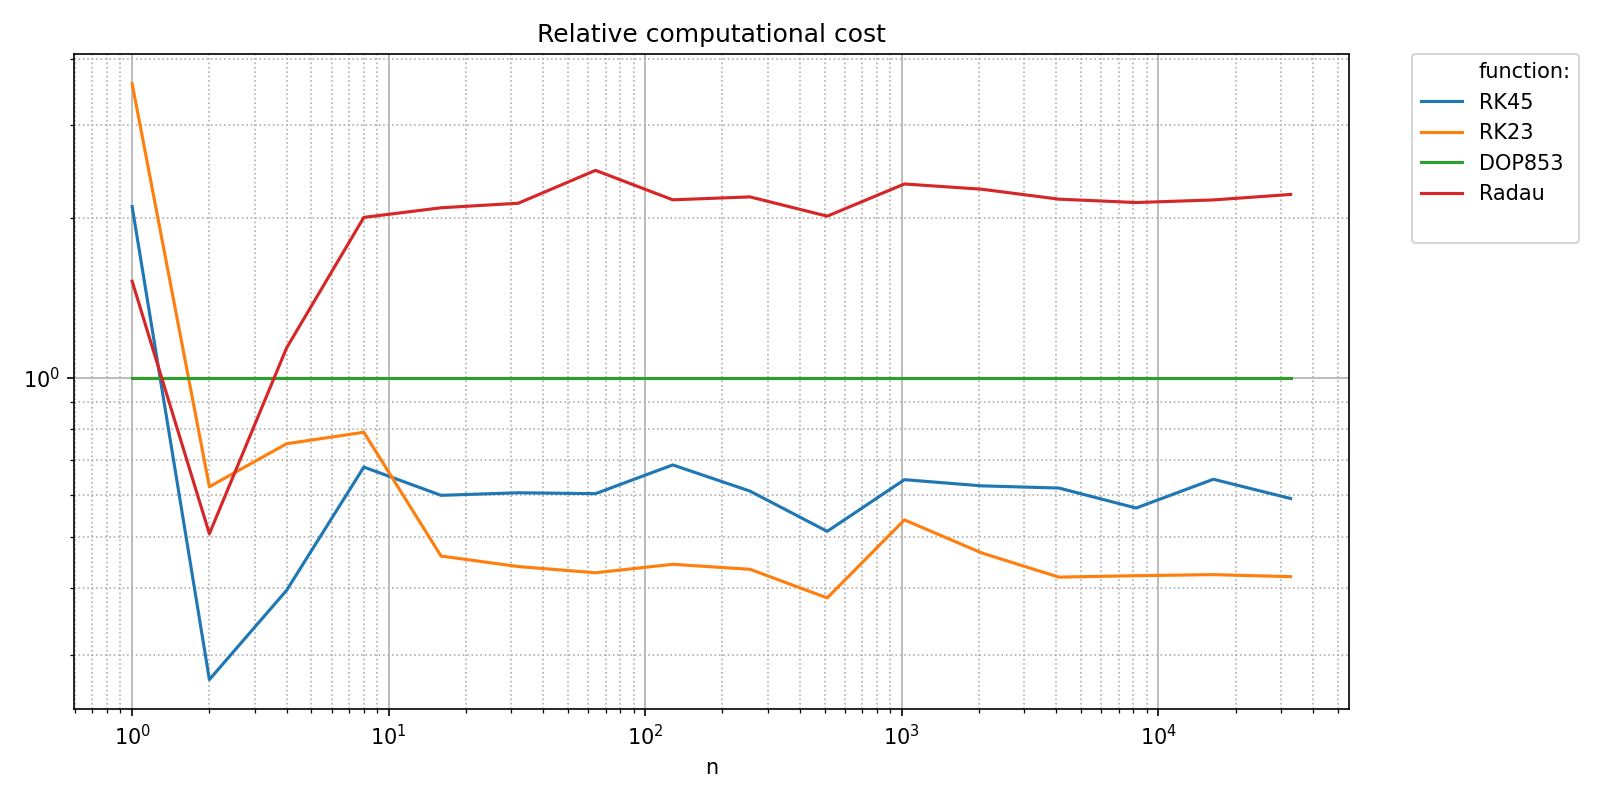 Relative computational cost
function:
RK45
RK23
DOP853
Radau
10⁰
10⁰
10¹
10²
10³
10⁴
n